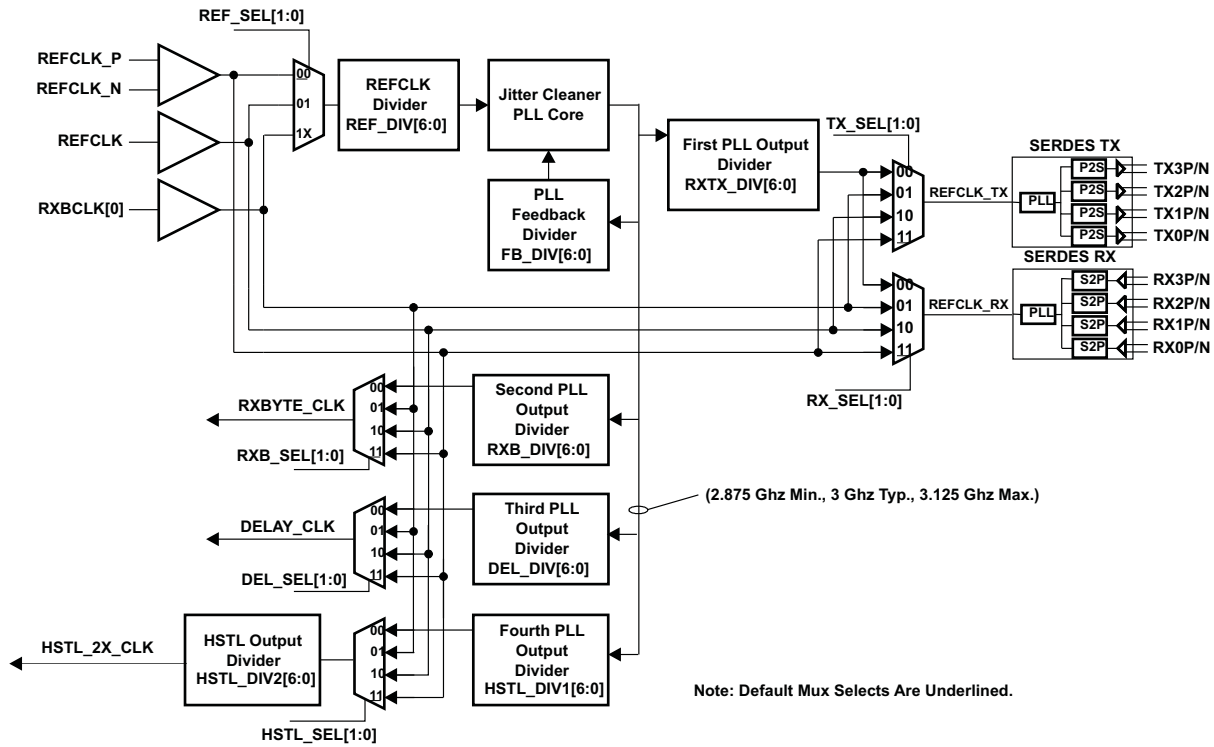 REF_SEL[1:0]
REFCLK_P
REFCLK_N
REFCLK
RXBCLK[0]
00
01
1X
REFCLK
Divider
REF_DIV[6:0]
Jitter Cleaner
PLL Core
PLL
Feedback
Divider
FB_DIV[6:0]
First PLL Output
Divider
RXTX_DIV[6:0]
TX_SEL[1:0]
00
01
10
11
REFCLK_TX
SERDES TX
PLL
P2S
P2S
P2S
P2S
TX3P/N
TX2P/N
TX1P/N
TX0P/N
00
01
10
11
REFCLK_RX
RX_SEL[1:0]
SERDES RX
PLL
S2P
S2P
S2P
S2P
RX3P/N
RX2P/N
RX1P/N
RX0P/N
RXBYTE_CLK
RXB_SEL[1:0]
00
01
10
11
Second PLL
Output
Divider
RXB_DIV[6:0]
(2.875 Ghz Min., 3 Ghz Typ., 3.125 Ghz Max.)
DELAY_CLK
DEL_SEL[1:0]
00
01
10
11
Third PLL
Output
Divider
DEL_DIV[6:0]
HSTL_2X_CLK
HSTL Output
Divider
HSTL_DIV2[6:0]
00
01
10
11
HSTL_SEL[1:0]
Fourth PLL
Output
Divider
HSTL_DIV1[6:0]
Note: Default Mux Selects Are Underlined.